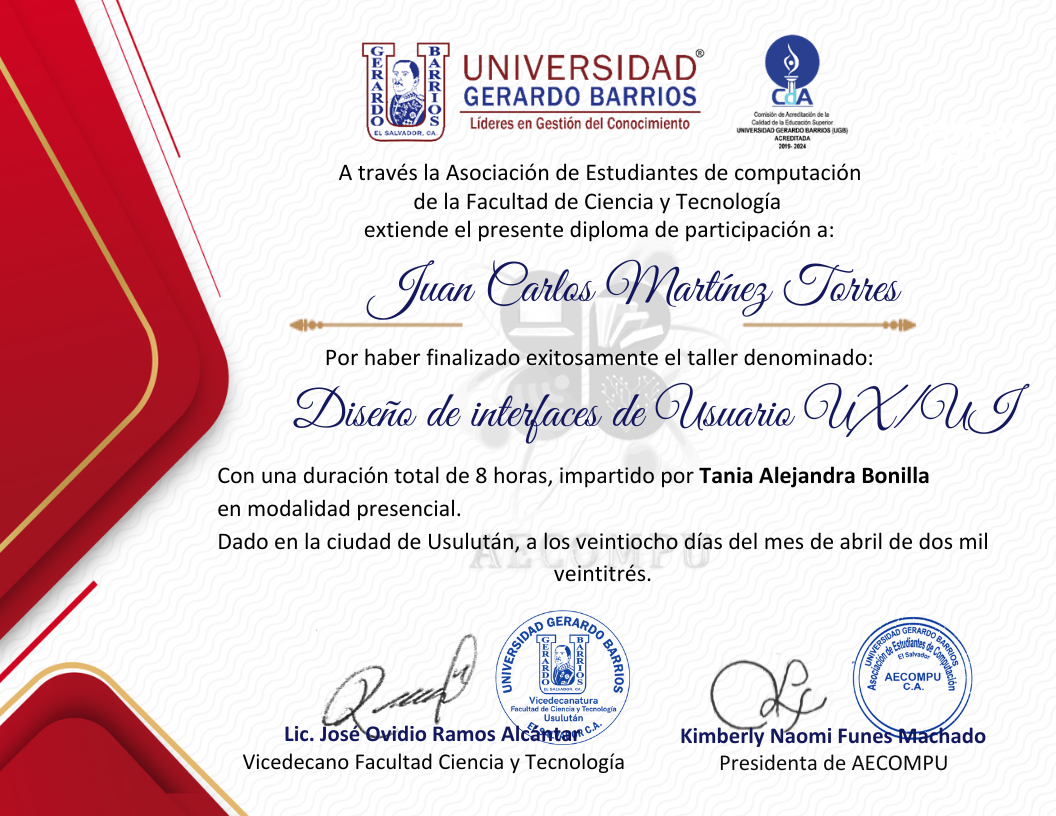 GERARDO BARRIOS
EL SALVADOR, CA.
UNIVERSIDAD®
GERARDO BARRIOS
Líderes en Gestión del Conocimiento
CdA
Comisión de Acreditación de la
Calidad de la Educación Superior
UNIVERSIDAD GERARDO BARRIOS (UGB)
ACREDITADA
2019- 2024
A través la Asociación de Estudiantes de computación
de la Facultad de Ciencia y Tecnología
extiende el presente diploma de participación a:
Juan Carlos Martínez Torres
Por haber finalizado exitosamente el taller denominado:
Diseño de interfaces de Usuario UX/UI
Con una duración total de 8 horas, impartido por Tania Alejandra Bonilla
en modalidad presencial.
Dado en la ciudad de Usulután, a los veintiocho días del mes de abril de dos mil
veintitrés.
AECOMPU
UNIVERSIDAD GERARDO BARRIOS
GERARDO BARRIOS
EL SALVADOR, CA.
Vicedecanatura
Facultad de Ciencia y Tecnología
Usulután
EL SALVADOR C.A.
UNIVERSIDAD GERARDO BARRIOS
Asociación de Estudiantes de Computación
El Salvador
AECOMPU
C.A.
Lic. José Ovidio Ramos Alcántar
Vicedecano Facultad Ciencia y Tecnología
Kimberly Naomi Funes Machado
Presidenta de AECOMPU